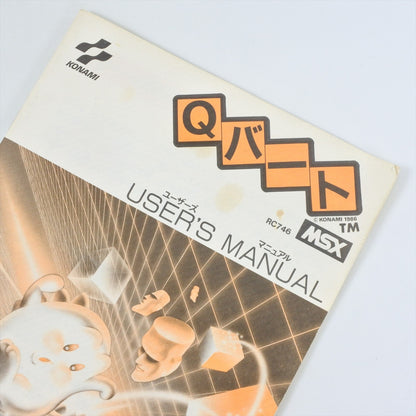 KONAMI
Qバート
© KONAMI 1986
TM
RC746
MSX
ユーザーズ マニュアル
USER'S MANUAL